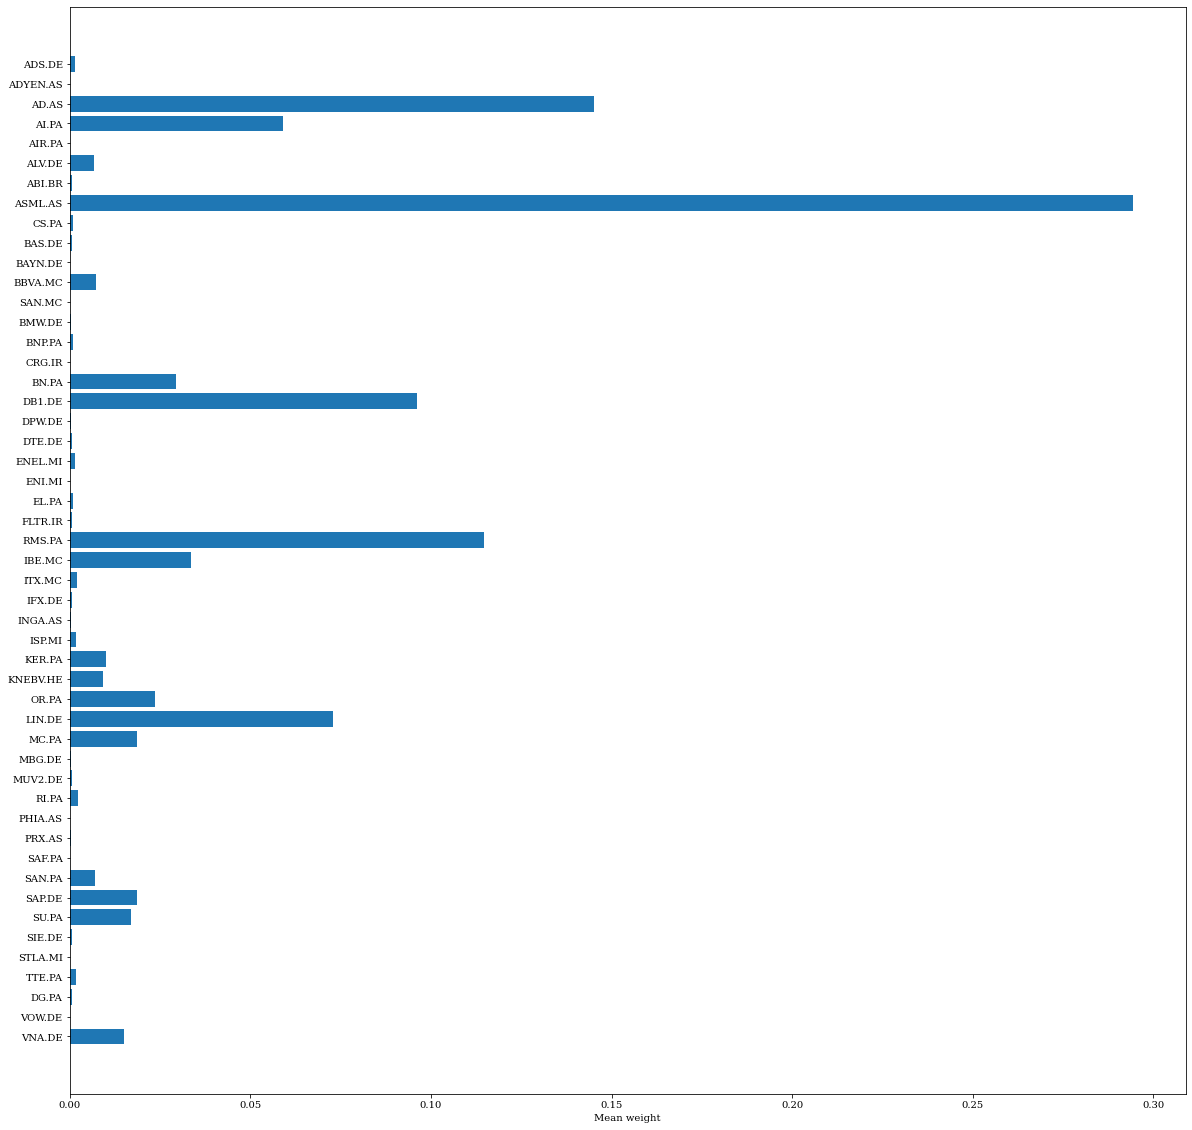 ADS.DE
ADYEN.AS
AD.AS
AI.PA
AIR.PA
ALV.DE
ABI.BR
ASML.AS
CS.PA
BAS.DE
BAYN.DE
BBVA.MC
SAN.MC
BMW.DE
BNP.PA
CRG.IR
BN.PA
DB1.DE
DPW.DE
DTE.DE
ENEL.MI
ENI.MI
EL.PA
FLTR.IR
RMS.PA
IBE.MC
ITX.MC
IFX.DE
INGA.AS
ISP.MI
KER.PA
KNEBV.HE
OR.PA
LIN.DE
MC.PA
MBG.DE
MUV2.DE
RI.PA
PHIA.AS
PRX.AS
SAF.PA
SAN.PA
SAP.DE
SU.PA
SIE.DE
STLA.MI
TTE.PA
DG.PA
VOW.DE
VNA.DE
0.00 0.05 0.10 0.15 0.20 0.25 0.30
Mean weight